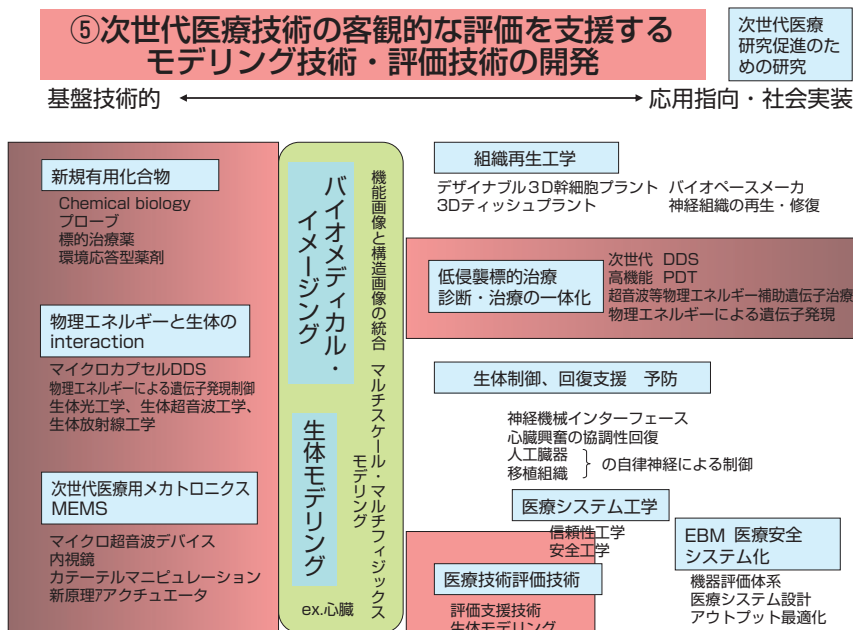 ⑤次世代医療技術の客観的な評価を支援する
モデリング技術・評価技術の開発
次世代医療
研究促進のた
めの研究
基盤技術的
応用指向・社会実装
新規有用化合物
Chemical biology
プローブ
標的治療薬
環境応答型薬剤
物理エネルギーと生体の
interaction
マイクロカプセルDDS
物理エネルギーによる遺伝子発現制御
生体光工学、生体超音波工学、
生体放射線工学
次世代医療用メカトロニクス
MEMS
マイクロ超音波デバイス
内視鏡
カテーテルマニピュレーション
新原理アアクチュエータ
バイオメディカル・
イメージング
機能画像と構造画像の統合
生体モデリング
マルチスケール・マルチフィジックス
モデリング
ex.心臓
組織再生工学
デザイナブル3D幹細胞プラント バイオペースメーカ
3Dティッシュプラント 神経組織の再生・修復
低侵襲標的治療
診断・治療の一体化
次世代 DDS
高機能 PDT
超音波等物理エネルギー補助遺伝子治療
物理エネルギーによる遺伝子発現
生体制御、回復支援 予防
神経機械インターフェース
心臓興奮の協調性回復
人工臓器
移植組織
の自律神経による制御
医療システム工学
信頼性工学
安全工学
EBM 医療安全
システム化
機器評価体系
医療システム設計
アウトプット最適化
医療技術評価技術
評価支援技術
生体モデリング